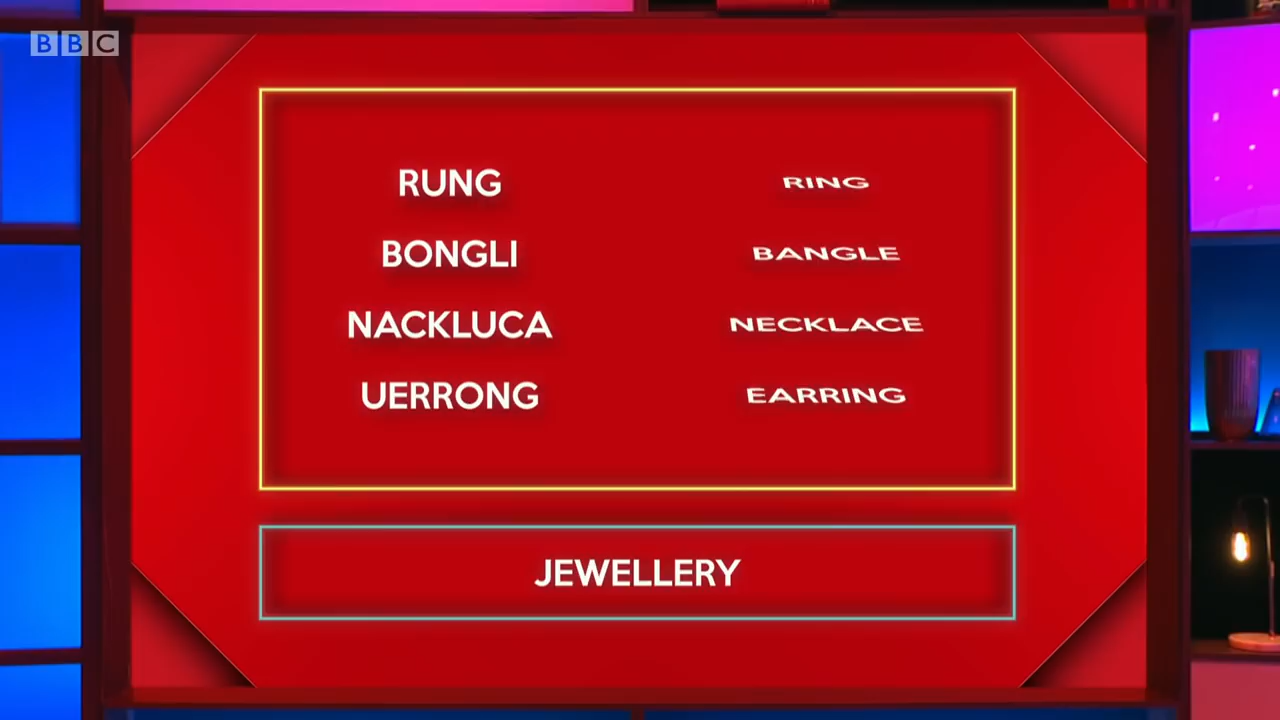 BBC
RUNG RING
BONGLI BANGLE
NACKLUCA NECKLACE
UERRONG EARRING
JEWELLERY